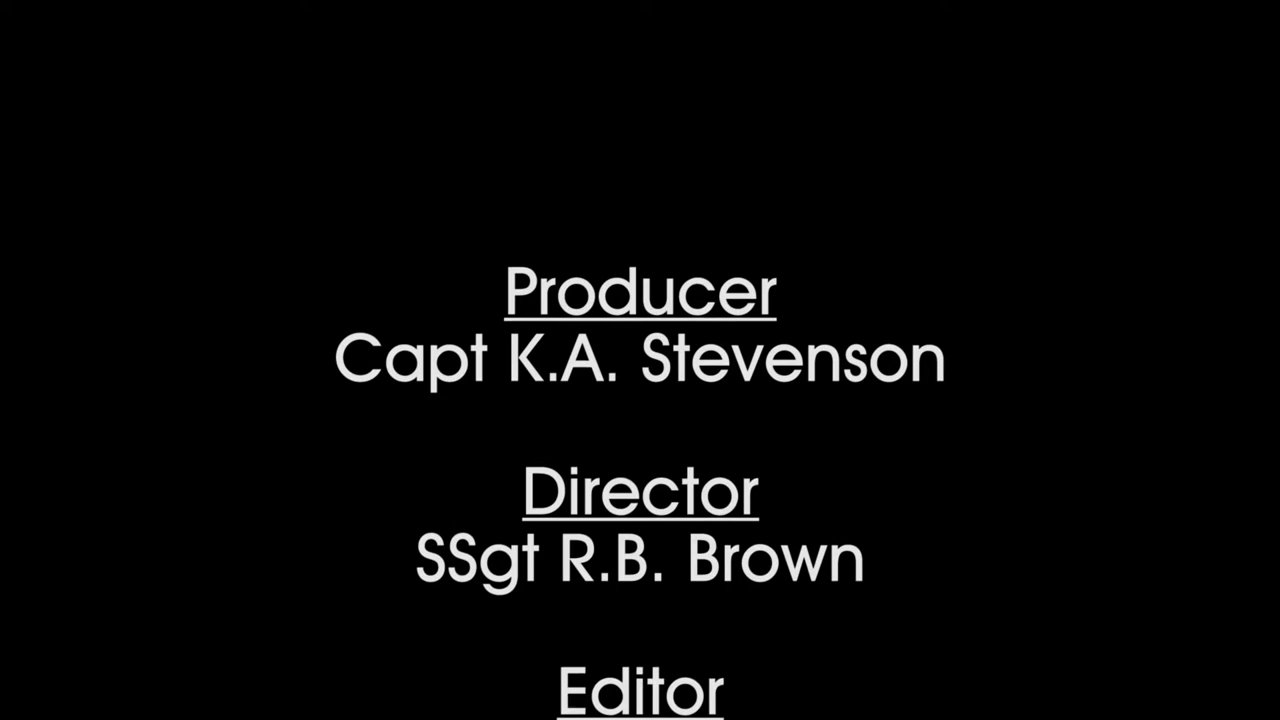 Producer
Capt K.A. Stevenson
Director
SSgt R.B. Brown
Editor